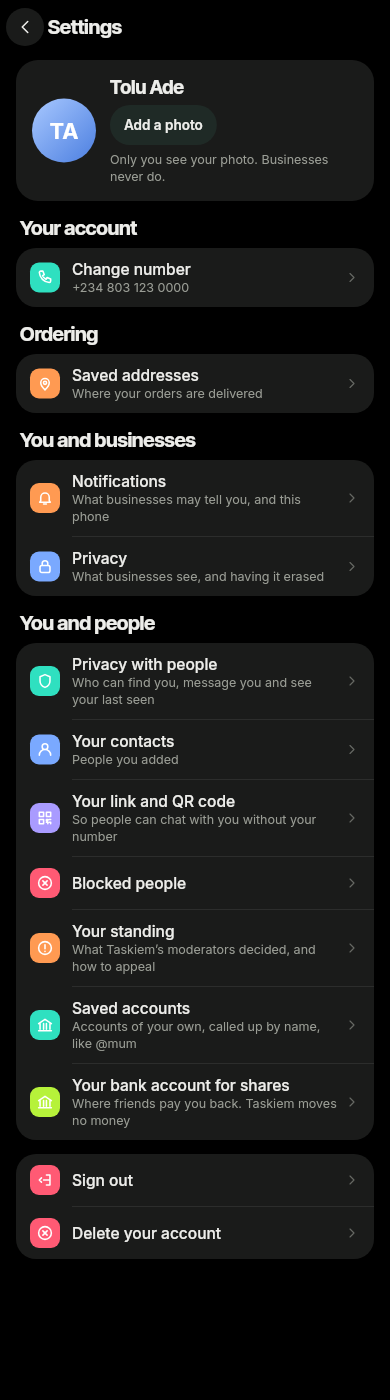 Settings
Tolu Ade
TA
Add a photo
Only you see your photo. Businesses
never do.
Your account
Change number
+234 803 123 0000
Ordering
Saved addresses
Where your orders are delivered
You and businesses
Notifications
What businesses may tell you, and this
phone
Privacy
What businesses see, and having it erased
You and people
Privacy with people
Who can find you, message you and see
your last seen
Your contacts
People you added
Your link and QR code
So people can chat with you without your
number
Blocked people
Your standing
What Taskiem’s moderators decided, and
how to appeal
Saved accounts
Accounts of your own, called up by name,
like @mum
Your bank account for shares
Where friends pay you back. Taskiem moves
no money
Sign out
Delete your account